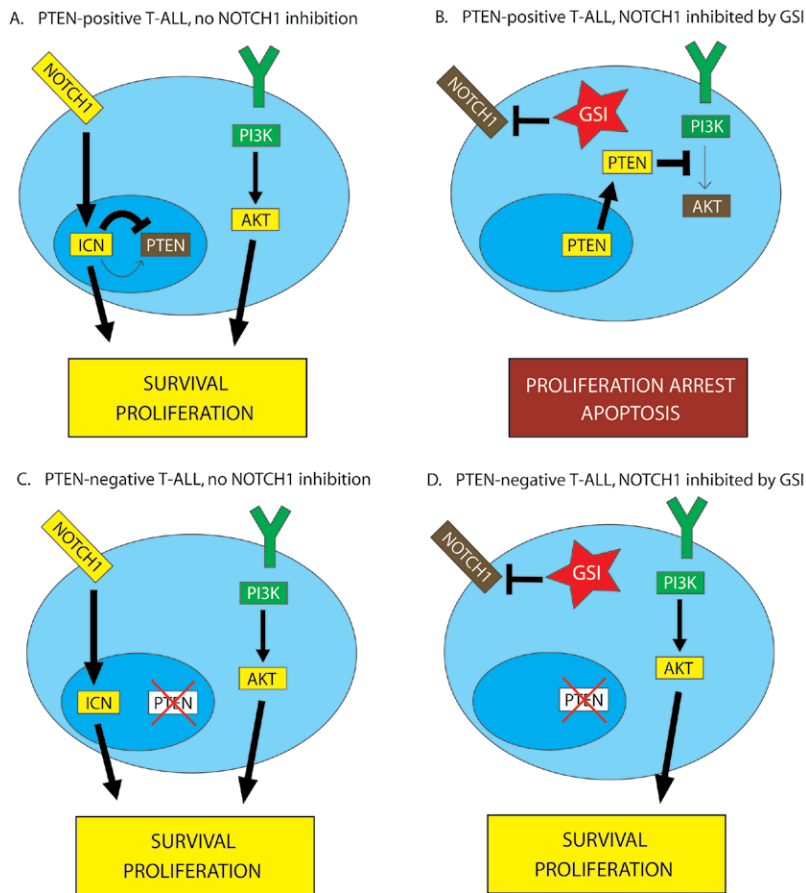 A. PTEN-positive T-ALL, no NOTCH1 inhibition
NOTCH1
PI3K
AKT
ICN
PTEN
SURVIVAL
PROLIFERATION
B. PTEN-positive T-ALL, NOTCH1 inhibited by GSI
NOTCH1
GSI
PI3K
PTEN
AKT
PTEN
PROLIFERATION ARREST
APOPTOSIS
C. PTEN-negative T-ALL, no NOTCH1 inhibition
NOTCH1
PI3K
AKT
ICN
PTEN
SURVIVAL
PROLIFERATION
D. PTEN-negative T-ALL, NOTCH1 inhibited by GSI
NOTCH1
GSI
PI3K
AKT
PTEN
SURVIVAL
PROLIFERATION